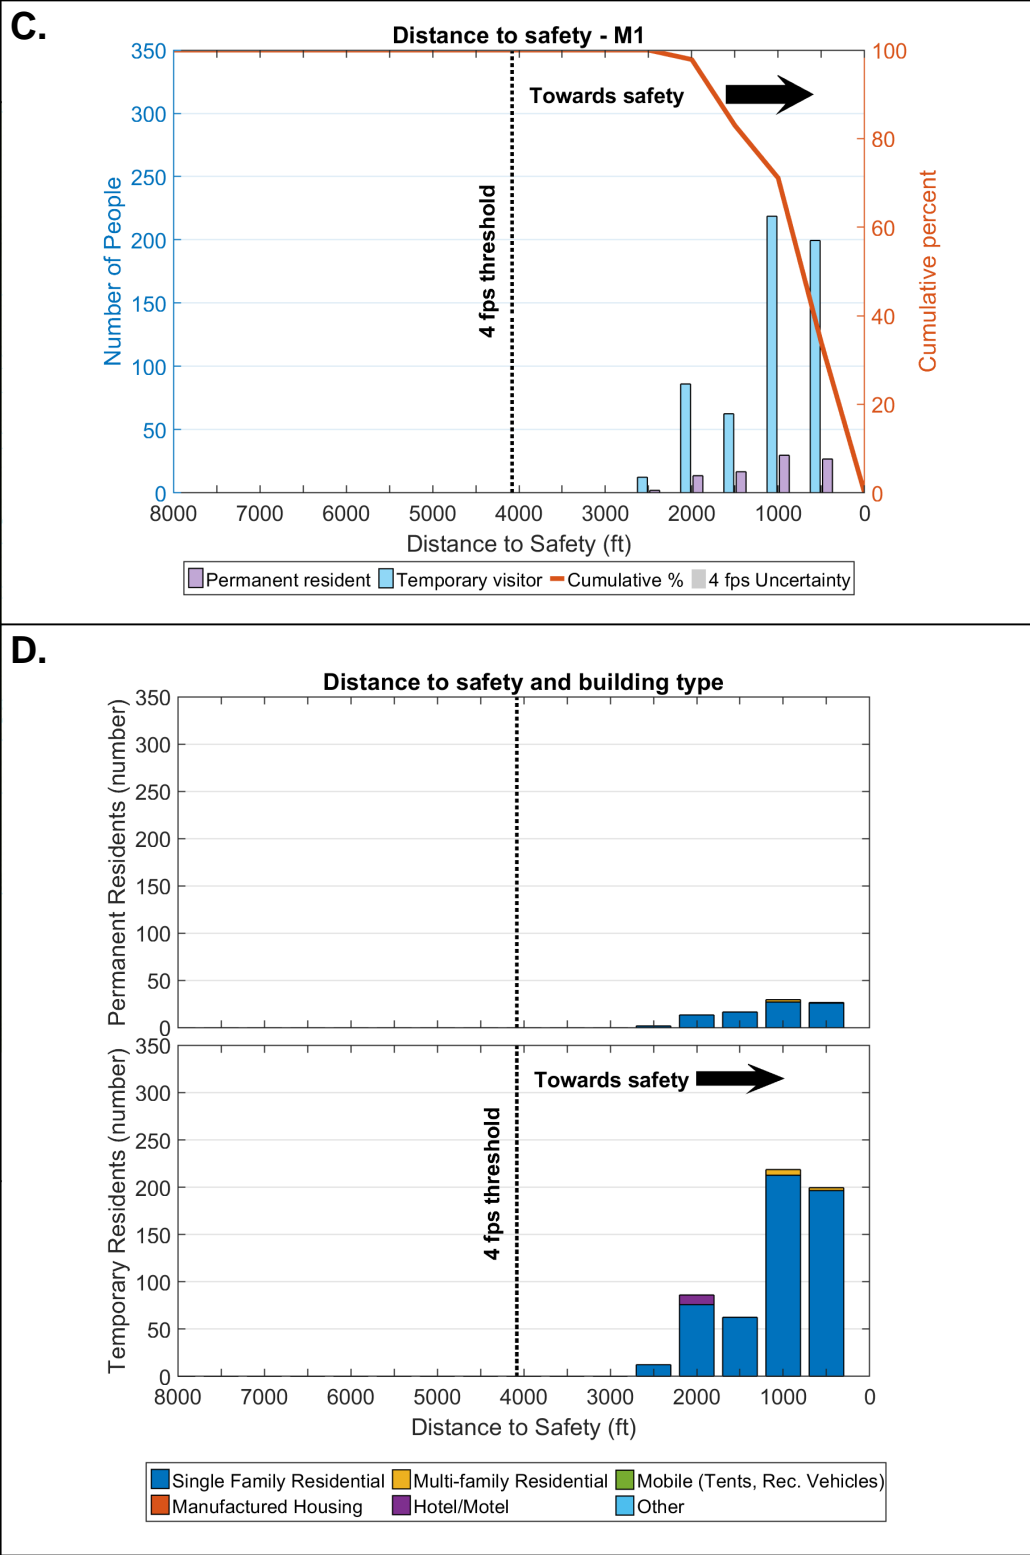 C.
Distance to safety - M1
350
300
250
200
150
100
50
0
Number of People
100
80
60
40
20
0
Cumulative percent
Towards safety
4 fps threshold
8000 7000 6000 5000 4000 3000 2000 1000 0
Distance to Safety (ft)
Permanent resident Temporary visitor Cumulative % 4 fps Uncertainty
D.
Distance to safety and building type
350
300
250
200
150
100
50
0
Permanent Residents (number)
350
300
250
200
150
100
50
0
Temporary Residents (number)
Towards safety
4 fps threshold
8000 7000 6000 5000 4000 3000 2000 1000 0
Distance to Safety (ft)
Single Family Residential Multi-family Residential Mobile (Tents, Rec. Vehicles)
Manufactured Housing Hotel/Motel Other